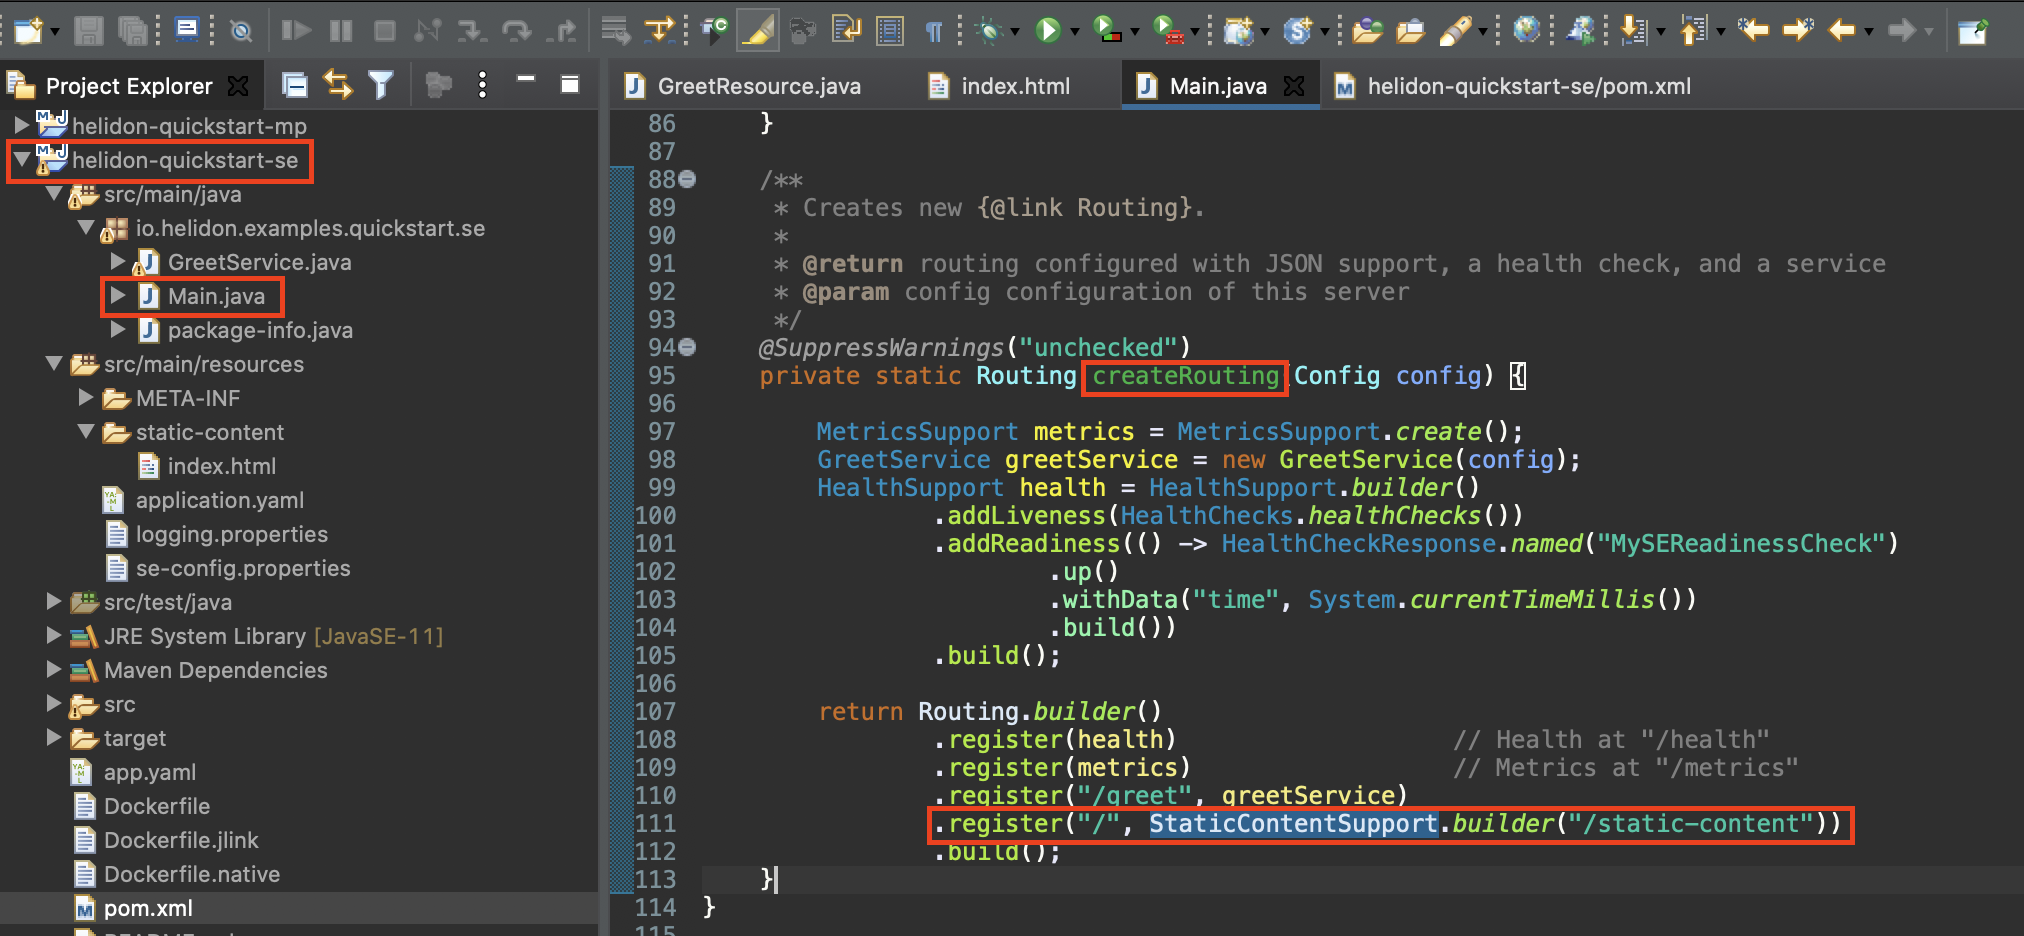 Project Explorer
helidon-quickstart-mp
helidon-quickstart-se
src/main/java
io.helidon.examples.quickstart.se
GreetService.java
Main.java
package-info.java
src/main/resources
META-INF
static-content
index.html
application.yaml
logging.properties
se-config.properties
src/test/java
JRE System Library [JavaSE-11]
Maven Dependencies
src
target
app.yaml
Dockerfile
Dockerfile.jlink
Dockerfile.native
pom.xml
GreetResource.java
index.html
Main.java
helidon-quickstart-se/pom.xml
86 }
87
88 /**
89 * Creates new {@link Routing}.
90 *
91 * @return routing configured with JSON support, a health check, and a service
92 * @param config configuration of this server
93 */
94 @SuppressWarnings("unchecked")
95 private static Routing createRouting(Config config) {
96
97 MetricsSupport metrics = MetricsSupport.create();
98 GreetService greetService = new GreetService(config);
99 HealthSupport health = HealthSupport.builder()
100 .addLiveness(HealthChecks.healthChecks())
101 .addReadiness(() -> HealthCheckResponse.named("MySEReadinessCheck")
102 .up()
103 .withData("time", System.currentTimeMillis())
104 .build())
105 .build();
106
107 return Routing.builder()
108 .register(health) // Health at "/health"
109 .register(metrics) // Metrics at "/metrics"
110 .register("/greet", greetService)
111 .register("/", StaticContentSupport.builder("/static-content"))
112 .build();
113 }
114 }
115